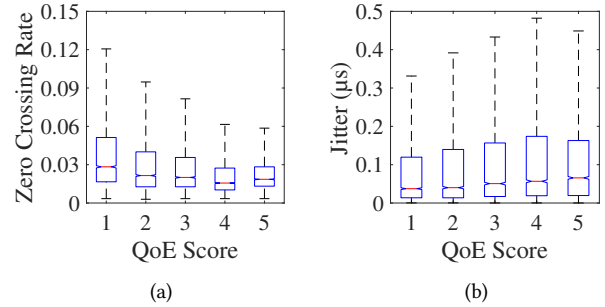 Zero Crossing Rate
0.15
0.12
0.09
0.06
0.03
0
1 2 3 4 5
QoE Score
(a)
Jitter (μs)
0.5
0.4
0.3
0.2
0.1
0
1 2 3 4 5
QoE Score
(b)